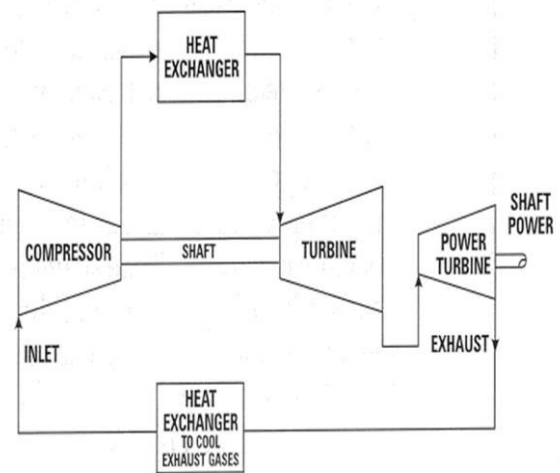 HEAT
EXCHANGER
COMPRESSOR
SHAFT
TURBINE
POWER
TURBINE
SHAFT
POWER
INLET
EXHAUST
HEAT
EXCHANGER
TO COOL
EXHAUST GASES